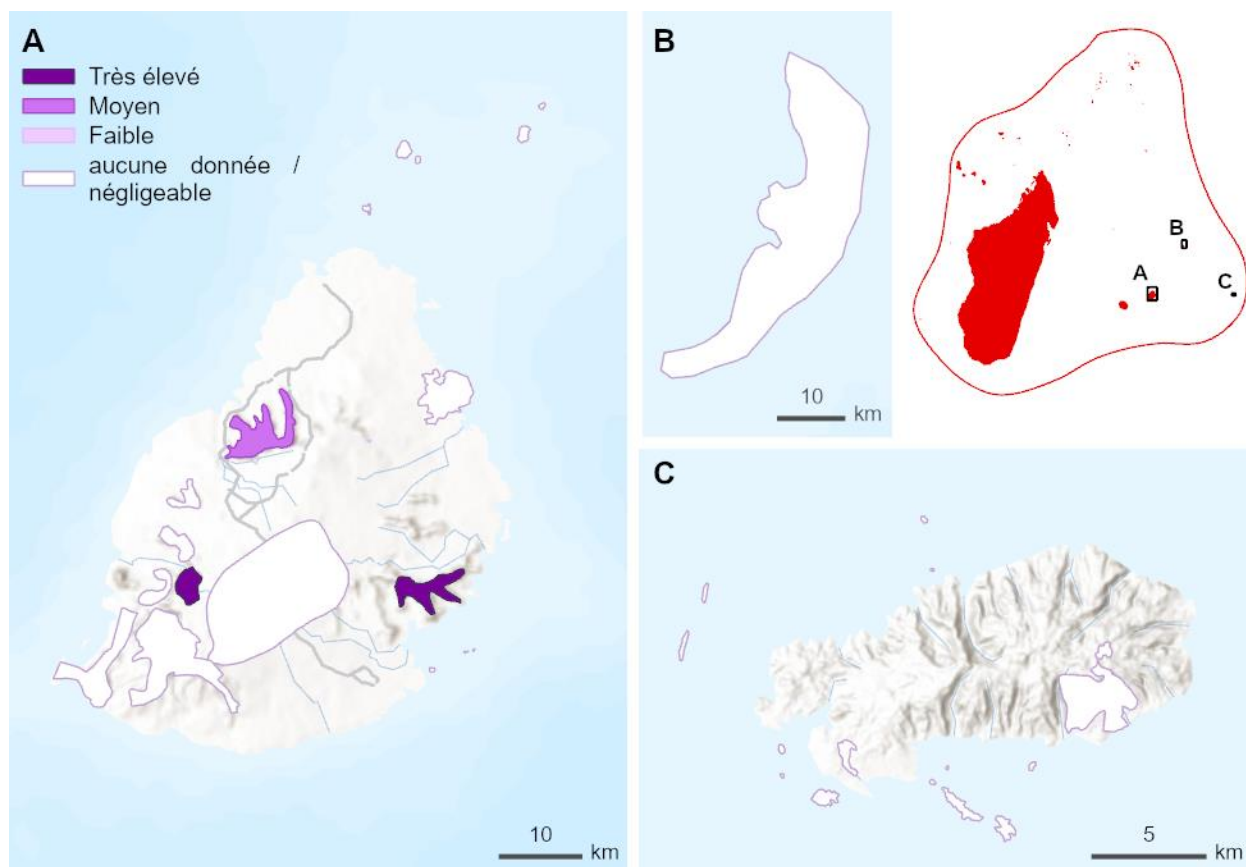 A
Très élevé
Moyen
Faible
aucune donnée /
négligeable
10
km
B
10
km
A
B
C
C
5
km